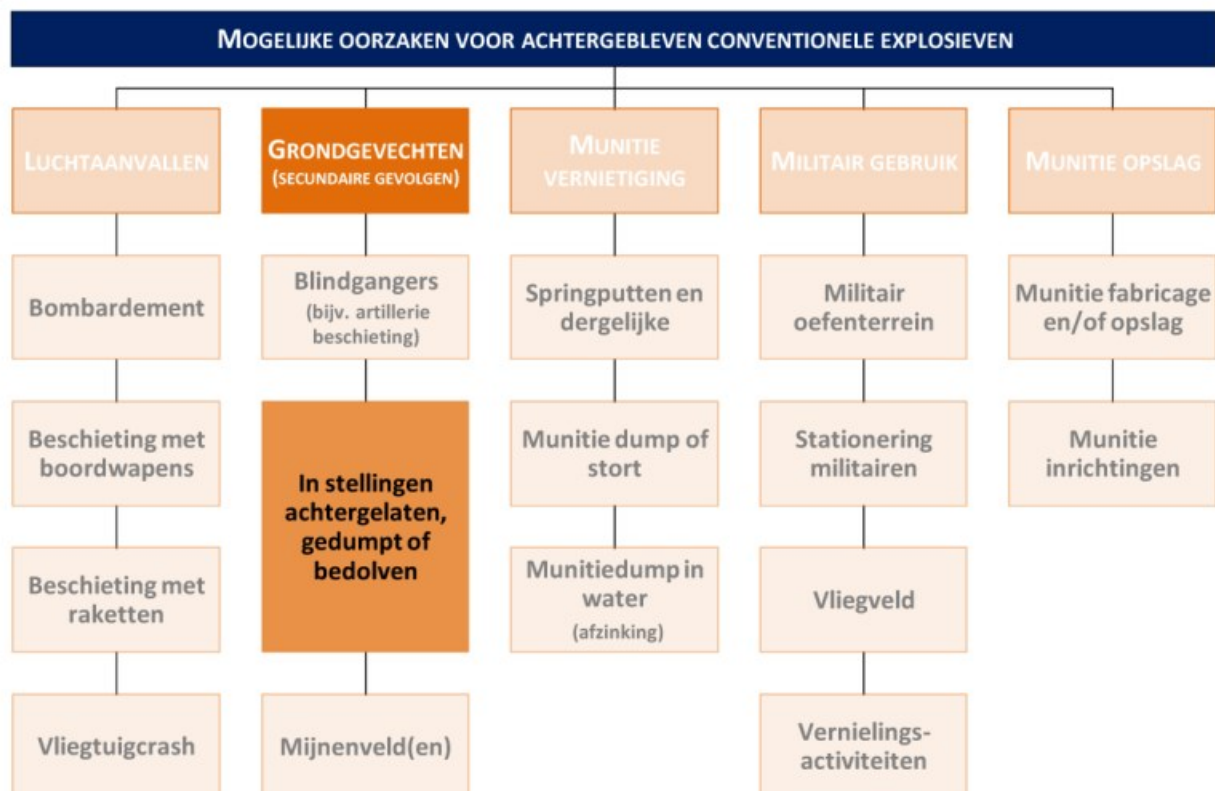 MOGELIJKE OORZAKEN VOOR ACHTERGEBLEVEN CONVENTIONELE EXPLOSIEVEN
LUCHTAANVALLEN
Bombardement
Beschieting met
boordwapens
Beschieting met
raketten
Vliegtuigcrash
GRONDGEVECHTEN
(SECUNDAIRE GEVOLGEN)
Blindgangers
(bijv. artillerie
beschieting)
In stellingen
achtergelaten,
gedumpt of
bedolven
Mijnenveld(en)
MUNITIE
VERNIETIGING
Springputten en
dergelijke
Munitie dump of
stort
Munitiedump in
water
(afzinking)
MILITAIR GEBRUIK
Militair
oefenterrein
Stationering
militairen
Vliegveld
Vernielings-
activiteiten
MUNITIE OPSLAG
Munitie fabricage
en/of opslag
Munitie
inrichtingen